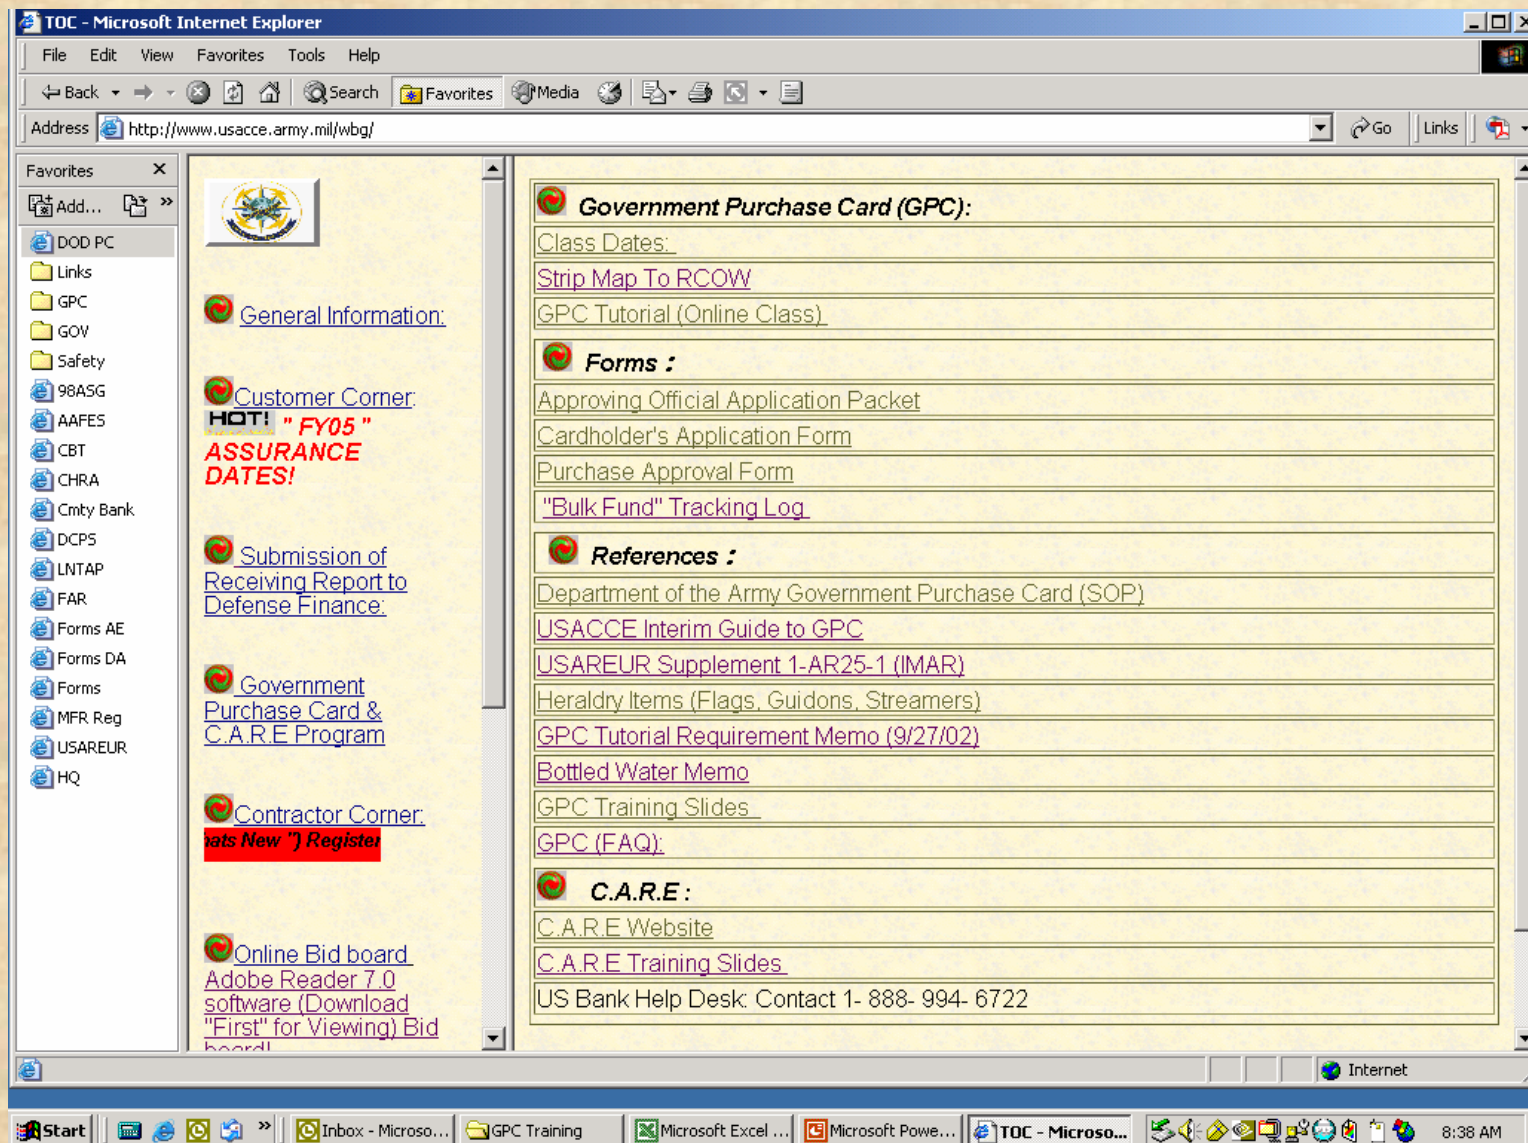 TOC - Microsoft Internet Explorer
File Edit View Favorites Tools Help
Back Search Favorites Media
Address http://www.usacce.army.mil/wbg/ Go Links
Favorites
Add...
DOD PC
Links
GPC
GOV
Safety
98ASG
AAFES
CBT
CHRA
Cmty Bank
DCPS
LNTAP
FAR
Forms AE
Forms DA
Forms
MFR Reg
USAREUR
HQ
General Information:
Customer Corner:
HOT! " FY05 "
ASSURANCE
DATES!
Submission of
Receiving Report to
Defense Finance:
Government
Purchase Card &
C.A.R.E Program
Contractor Corner:
hats New ") Register
Online Bid board
Adobe Reader 7.0
software (Download
"First" for Viewing) Bid
board!
Government Purchase Card (GPC):
Class Dates:
Strip Map To RCOW
GPC Tutorial (Online Class)
Forms :
Approving Official Application Packet
Cardholder's Application Form
Purchase Approval Form
"Bulk Fund" Tracking Log
References :
Department of the Army Government Purchase Card (SOP)
USACCE Interim Guide to GPC
USAREUR Supplement 1-AR25-1 (IMAR)
Heraldry Items (Flags, Guidons, Streamers)
GPC Tutorial Requirement Memo (9/27/02)
Bottled Water Memo
GPC Training Slides
GPC (FAQ):
C.A.R.E :
C.A.R.E Website
C.A.R.E Training Slides
US Bank Help Desk: Contact 1- 888- 994- 6722
Internet
Start Inbox - Microso... GPC Training Microsoft Excel ... Microsoft Powe... TOC - Microso... 8:38 AM